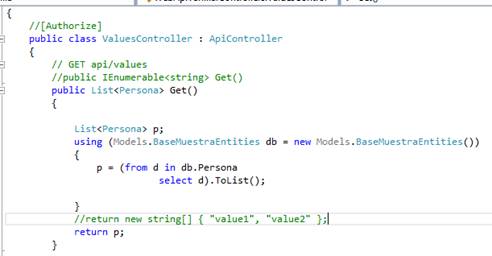 {
//[Authorize]
public class ValuesController : ApiController
{
// GET api/values
//public IEnumerable<string> Get()
public List<Persona> Get()
{
List<Persona> p;
using (Models.BaseMuestraEntities db = new Models.BaseMuestraEntities())
{
p = (from d in db.Persona
select d).ToList();
}
//return new string[] { "value1", "value2" };
return p;
}